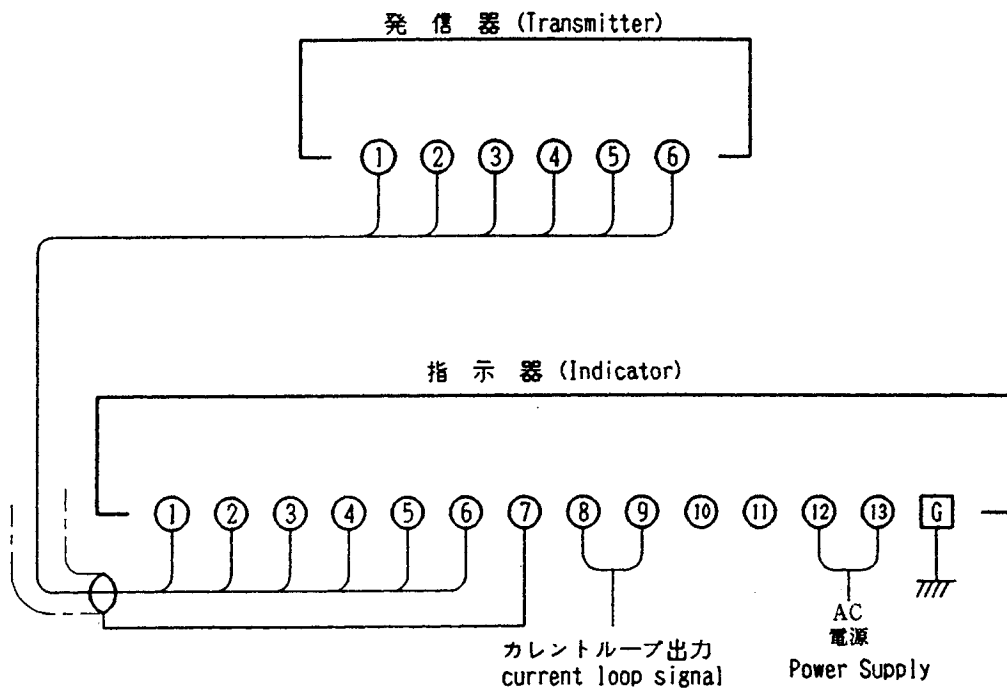 発信器 (Transmitter)
① ② ③ ④ ⑤ ⑥
指示器 (Indicator)
① ② ③ ④ ⑤ ⑥ ⑦ ⑧ ⑨ ⑩ ⑪ ⑫ ⑬ G
カレントループ出力
current loop signal
AC
電源
Power Supply